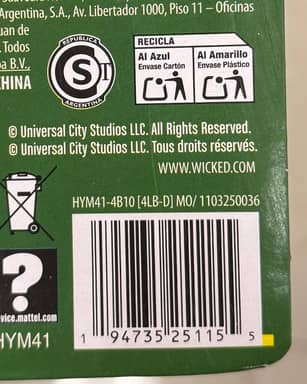 Argentina, S.A., Av. Libertador 1000, Piso 11 – Oficinas
uan de
. Todos
a B.V.,
CHINA
REPUBLICA
S
ARGENTINA
RECICLA
Al Azul
Envase Cartón
Al Amarillo
Envase Plástico
© Universal City Studios LLC. All Rights Reserved.
© Universal City Studios LLC. Tous droits réservés.
WWW.WICKED.COM
HYM41-4B10 [4LB-D] MO/ 1103250036
?
vice.mattel.com
HYM41
1 94735 25115 5